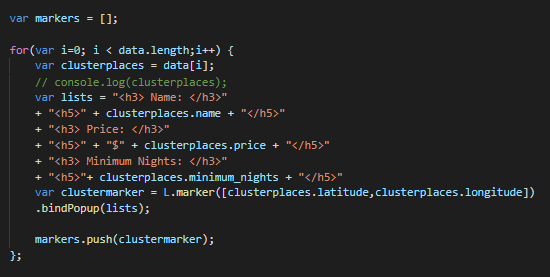 var markers = [];
for(var i=0; i < data.length;i++) {
var clusterplaces = data[i];
// console.log(clusterplaces);
var lists = "<h3> Name: </h3>"
+ "<h5>" + clusterplaces.name + "</h5>"
+ "<h3> Price: </h3>"
+ "<h5>" + "$" + clusterplaces.price + "</h5>"
+ "<h3> Minimum Nights: </h3>"
+ "<h5>"+ clusterplaces.minimum_nights + "</h5>"
var clustermarker = L.marker([clusterplaces.latitude,clusterplaces.longitude])
.bindPopup(lists);
markers.push(clustermarker);
};